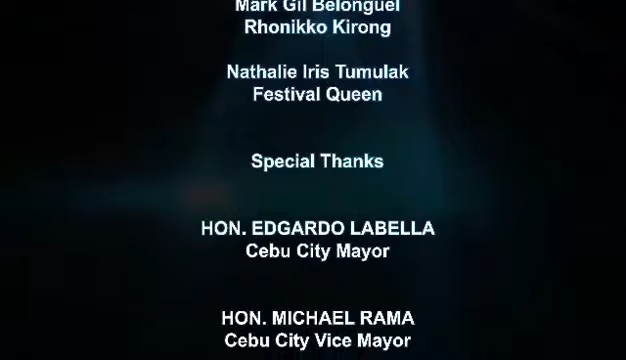 Mark Gil Belonguel
Rhonikko Kirong
Nathalie Iris Tumulak
Festival Queen
Special Thanks
HON. EDGARDO LABELLA
Cebu City Mayor
HON. MICHAEL RAMA
Cebu City Vice Mayor